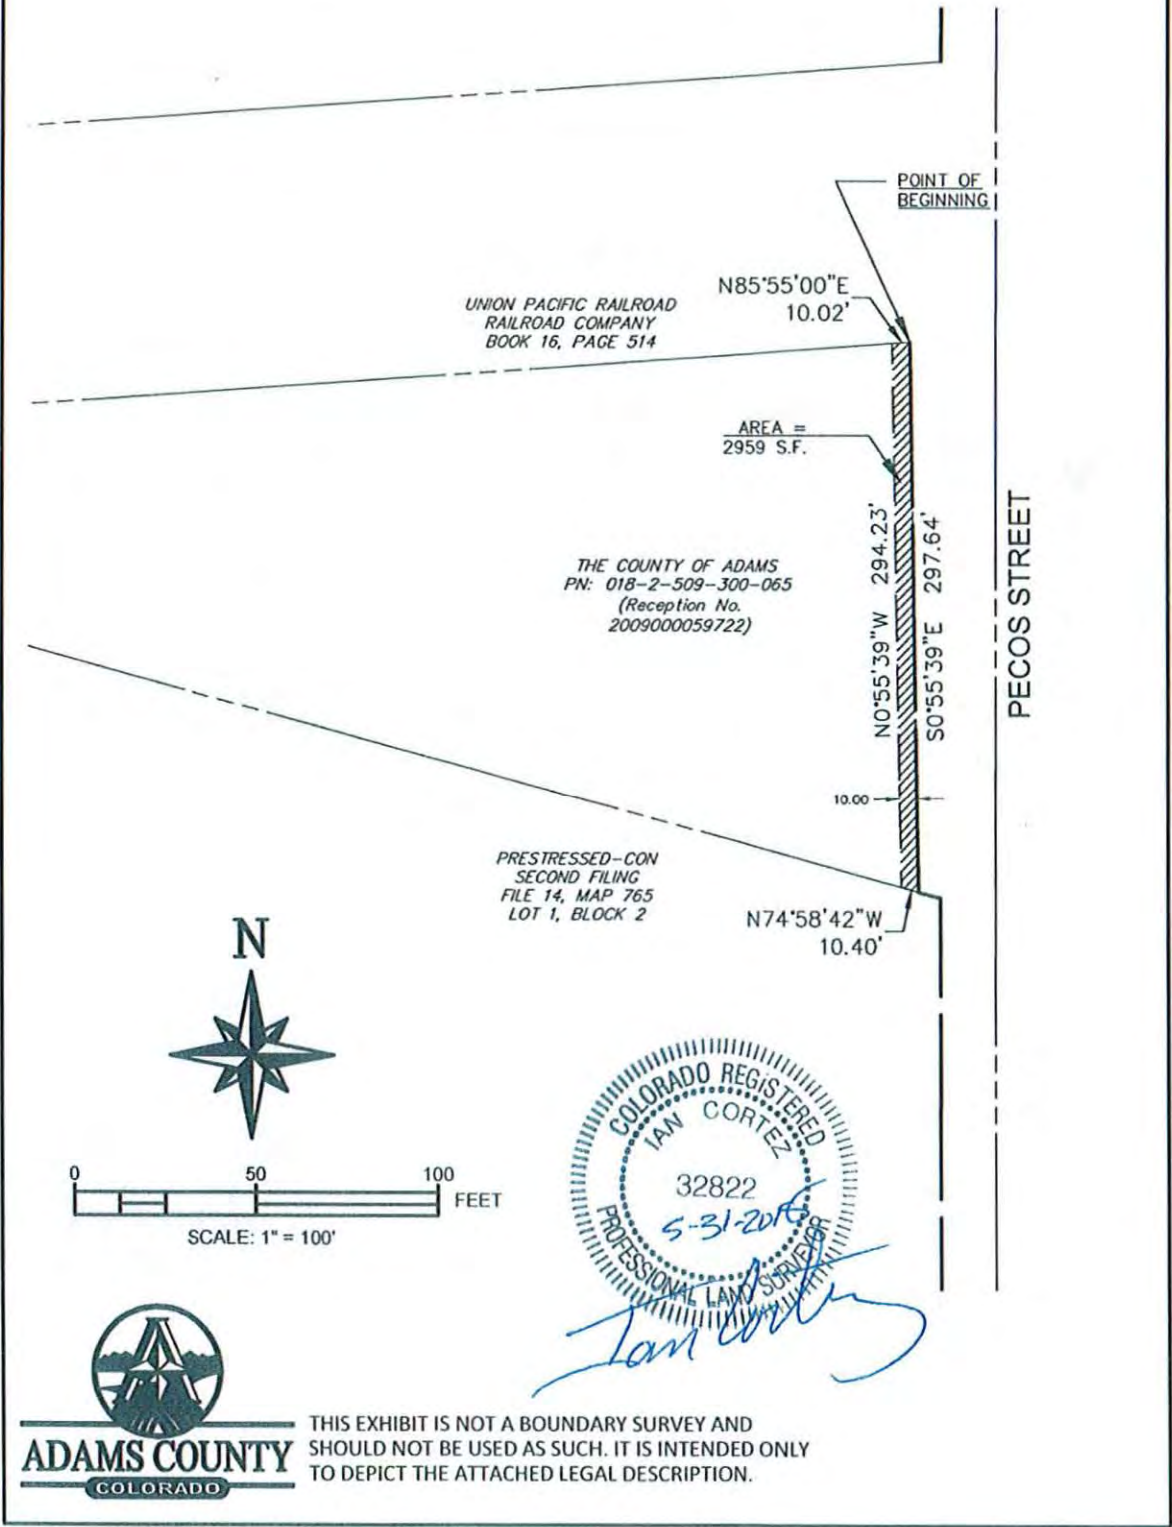 POINT OF
BEGINNING
N85°55'00"E
10.02'
UNION PACIFIC RAILROAD
RAILROAD COMPANY
BOOK 16, PAGE 514
AREA =
2959 S.F.
N0°55'39"W 294.23'
S0°55'39"E 297.64'
PECOS STREET
THE COUNTY OF ADAMS
PN: 018-2-509-300-065
(Reception No.
2009000059722)
10.00
PRESTRESSED-CON
SECOND FILING
FILE 14, MAP 765
LOT 1, BLOCK 2
N74°58'42"W
10.40'
N
0 50 100
FEET
SCALE: 1" = 100'
COLORADO REGISTERED
IAN CORTEZ
32822
PROFESSIONAL LAND SURVEYOR
Ian Cortez
ADAMS COUNTY
COLORADO
THIS EXHIBIT IS NOT A BOUNDARY SURVEY AND
SHOULD NOT BE USED AS SUCH. IT IS INTENDED ONLY
TO DEPICT THE ATTACHED LEGAL DESCRIPTION.